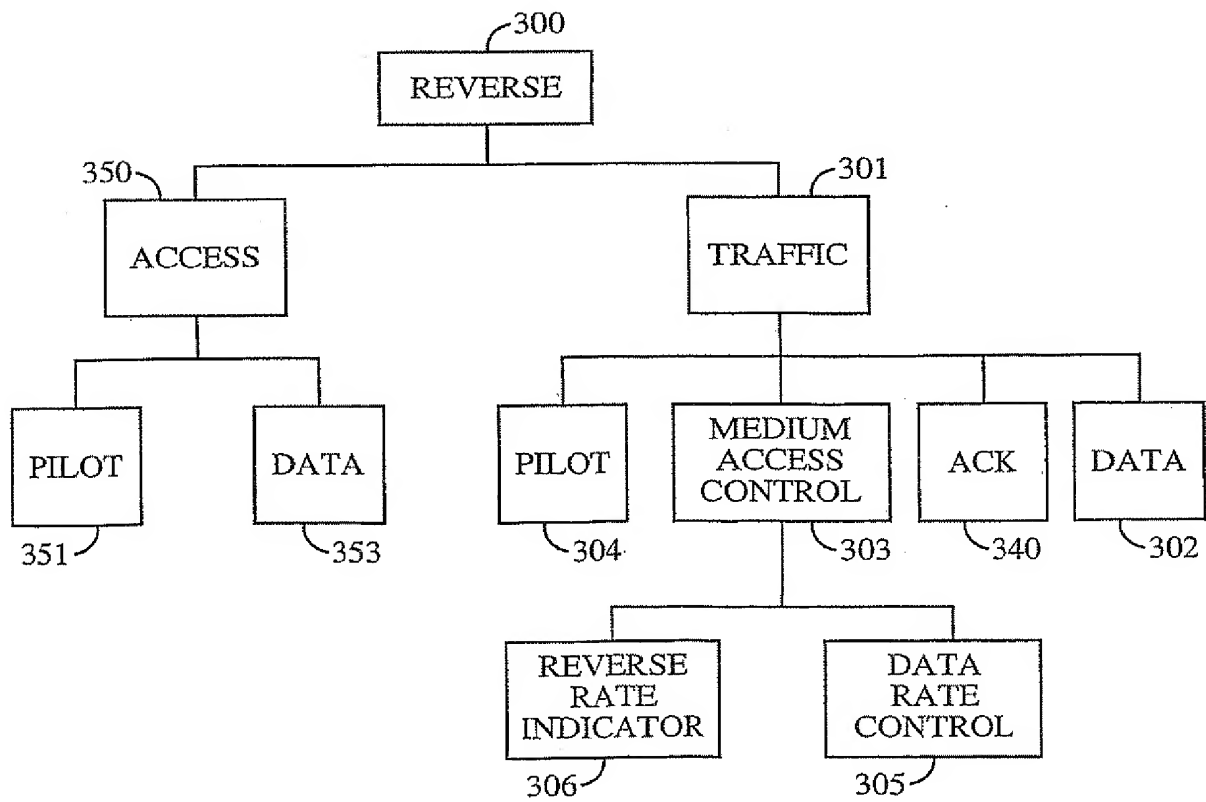 300
REVERSE
350
301
ACCESS
TRAFFIC
PILOT
DATA
PILOT
MEDIUM
ACCESS
CONTROL
ACK
DATA
351
353
304
303
340
302
REVERSE
RATE
INDICATOR
DATA
RATE
CONTROL
306
305